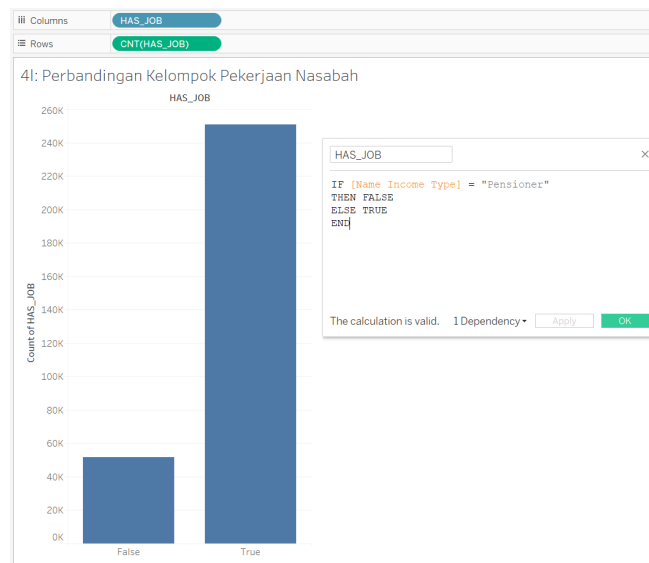 Columns
HAS_JOB
Rows
CNT(HAS_JOB)
4I: Perbandingan Kelompok Pekerjaan Nasabah
HAS_JOB
260K
240K
220K
200K
180K
160K
140K
120K
100K
80K
60K
40K
20K
0K
Count of HAS_JOB
False
True
HAS_JOB
IF [Name Income Type] = "Pensioner"
THEN FALSE
ELSE TRUE
END
The calculation is valid.
1 Dependency
Apply
OK